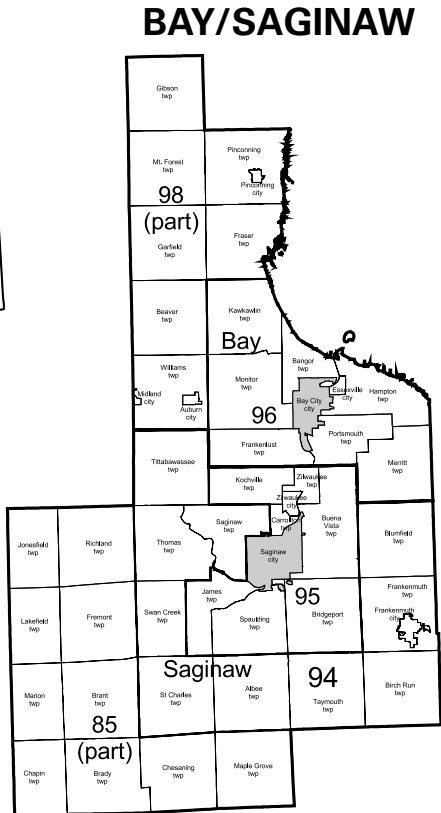 BAY/SAGINAW
Gibson
twp
Mt. Forest
twp
Pinconning
twp
Pinconning
city
98
(part)
Garfield
twp
Fraser
twp
Beaver
twp
Kawkawlin
twp
Bay
Williams
twp
Midland
city
Auburn
city
Monitor
twp
Bangor
twp
Essexville
city
Hampton
twp
Bay City
city
96
Portsmouth
twp
Frankenlust
twp
Merritt
twp
Tittabawassee
twp
Kochville
twp
Zilwaukee
twp
Zilwaukee
city
Carrollton
twp
Buena
Vista
twp
Saginaw
twp
Jonesfield
twp
Richland
twp
Thomas
twp
Blumfield
twp
Saginaw
city
James
twp
95
Frankenmuth
twp
Frankenmuth
city
Lakefield
twp
Fremont
twp
Swan Creek
twp
Spaulding
twp
Bridgeport
twp
Saginaw
94
Marion
twp
Brant
twp
St Charles
twp
Albee
twp
Taymouth
twp
Birch Run
twp
85
(part)
Chapin
twp
Brady
twp
Chesaning
twp
Maple Grove
twp